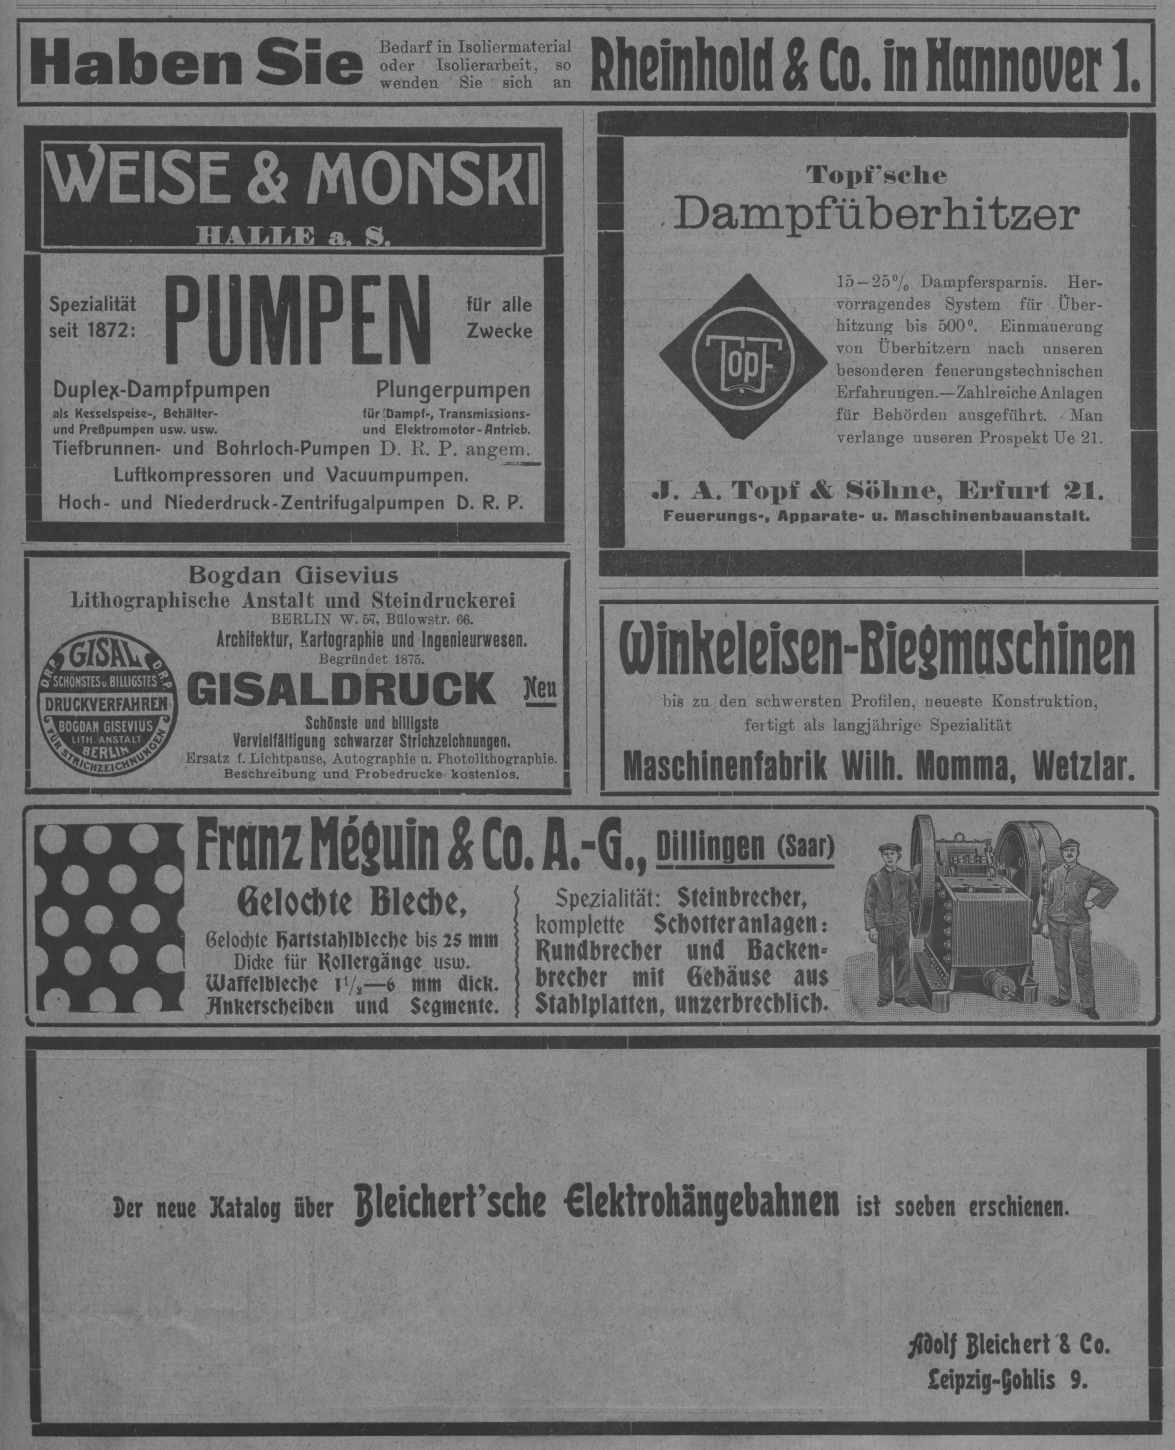 Haben Sie
Bedarf in Isoliermaterial
oder Isolierarbeit, so
wenden Sie sich an
Rheinhold & Co. in Hannover 1.
WEISE & MONSKI
HALLE a. S.
Spezialität
seit 1872:
PUMPEN
für alle
Zwecke
Duplex-Dampfpumpen
als Kesselspeise-, Behälter-
und Preßpumpen usw. usw.
Plungerpumpen
für Dampf-, Transmissions-
und Elektromotor-Antrieb.
Tiefbrunnen- und Bohrloch-Pumpen D. R. P. angem.
Luftkompressoren und Vacuumpumpen.
Hoch- und Niederdruck-Zentrifugalpumpen D. R. P.
Topf'sche
Dampfüberhitzer
TOPF
15–25% Dampfersparnis. Her-
vorragendes System für Über-
hitzung bis 500°. Einmauerung
von Überhitzern nach unseren
besonderen feuerungstechnischen
Erfahrungen.—Zahlreiche Anlagen
für Behörden ausgeführt. Man
verlange unseren Prospekt Ue 21.
J. A. Topf & Söhne, Erfurt 21.
Feuerungs-, Apparate- u. Maschinenbauanstalt.
Bogdan Gisevius
Lithographische Anstalt und Steindruckerei
BERLIN W. 57, Bülowstr. 66.
Architektur, Kartographie und Ingenieurwesen.
Begründet 1875.
GISALDRUCK Neu
Schönste und billigste
Vervielfältigung schwarzer Strichzeichnungen.
Ersatz f. Lichtpause, Autographie u. Photolithographie.
Beschreibung und Probedrucke kostenlos.
D.R.P. GISAL D.R.P.
SCHÖNSTES u. BILLIGSTES
DRUCKVERFAHREN
BOGDAN GISEVIUS
LITH. ANSTALT
BERLIN
FÜR STRICHZEICHNUNGEN
Winkeleisen-Biegmaschinen
bis zu den schwersten Profilen, neueste Konstruktion,
fertigt als langjährige Spezialität
Maschinenfabrik Wilh. Momma, Wetzlar.
Franz Méguin & Co. A.-G., Dillingen (Saar)
Gelochte Bleche,
Gelochte Hartstahlbleche bis 25 mm
Dicke für Kollergänge usw.
Waffelbleche 1½—6 mm dick.
Ankerscheiben und Segmente.
Spezialität: Steinbrecher,
komplette Schotteranlagen:
Rundbrecher und Backen-
brecher mit Gehäuse aus
Stahlplatten, unzerbrechlich.
Der neue Katalog über Bleichert'sche Elektrohängebahnen ist soeben erschienen.
Adolf Bleichert & Co.
Leipzig-Gohlis 9.